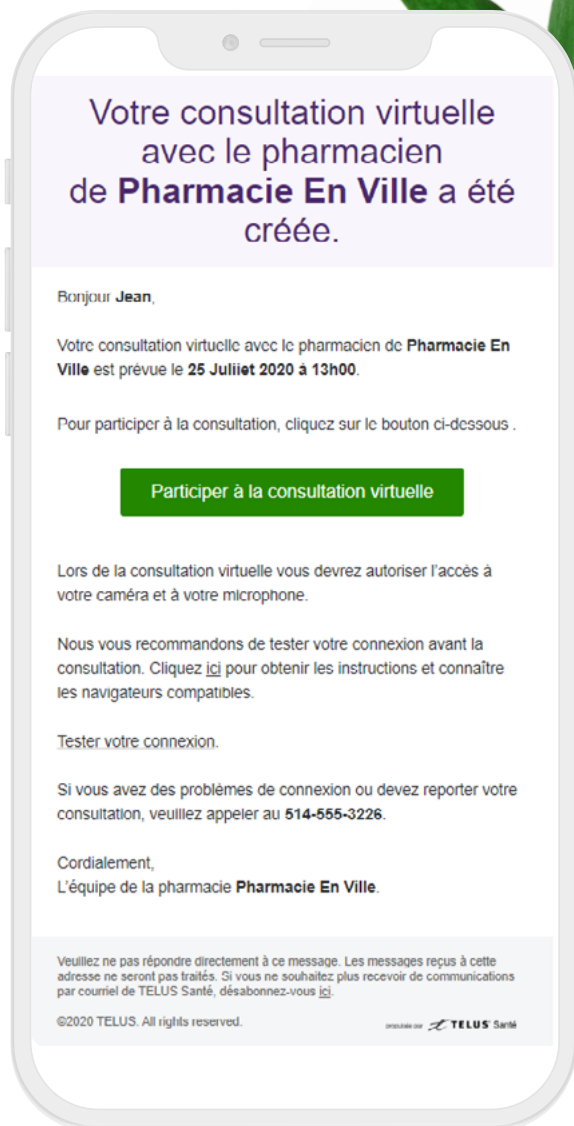 Votre consultation virtuelle
avec le pharmacien
de Pharmacie En Ville a été
créée.
Bonjour Jean,
Votre consultation virtuelle avec le pharmacien de Pharmacie En
Ville est prévue le 25 Juliiet 2020 à 13h00.
Pour participer à la consultation, cliquez sur le bouton ci-dessous .
Participer à la consultation virtuelle
Lors de la consultation virtuelle vous devrez autoriser l'accès à
votre caméra et à votre microphone.
Nous vous recommandons de tester votre connexion avant la
consultation. Cliquez ici pour obtenir les instructions et connaître
les navigateurs compatibles.
Tester votre connexion.
Si vous avez des problèmes de connexion ou devez reporter votre
consultation, veuillez appeler au 514-555-3226.
Cordialement,
L'équipe de la pharmacie Pharmacie En Ville.
Veuillez ne pas répondre directement à ce message. Les messages reçus à cette
adresse ne seront pas traités. Si vous ne souhaitez plus recevoir de communications
par courriel de TELUS Santé, désabonnez-vous ici.
©2020 TELUS. All rights reserved.
TELUS Santé